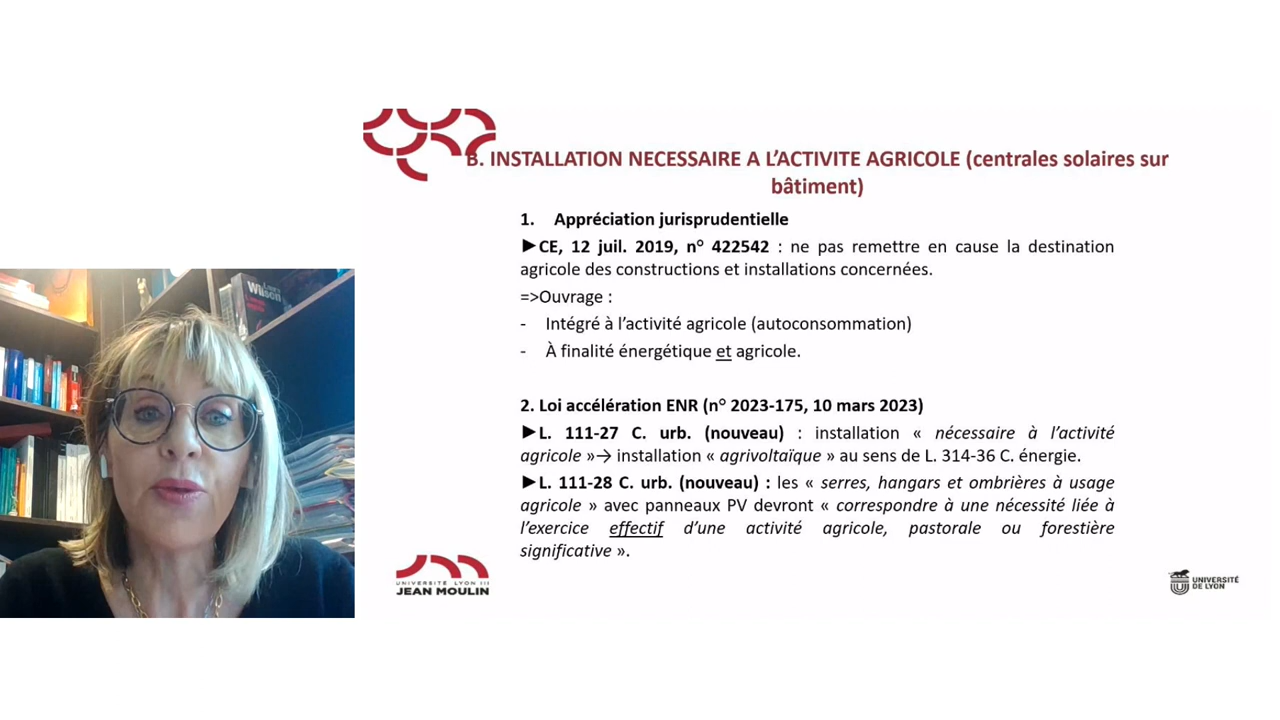 B. INSTALLATION NECESSAIRE A L’ACTIVITE AGRICOLE (centrales solaires sur
bâtiment)
1. Appréciation jurisprudentielle
►CE, 12 juil. 2019, n° 422542 : ne pas remettre en cause la destination
agricole des constructions et installations concernées.
=>Ouvrage :
- Intégré à l’activité agricole (autoconsommation)
- À finalité énergétique et agricole.
2. Loi accélération ENR (n° 2023-175, 10 mars 2023)
►L. 111-27 C. urb. (nouveau) : installation « nécessaire à l’activité
agricole »→ installation « agrivoltaïque » au sens de L. 314-36 C. énergie.
►L. 111-28 C. urb. (nouveau) : les « serres, hangars et ombrières à usage
agricole » avec panneaux PV devront « correspondre à une nécessité liée à
l’exercice effectif d’une activité agricole, pastorale ou forestière
significative ».
UNIVERSITÉ LYON III
JEAN MOULIN
UNIVERSITÉ
DE LYON
Wilson